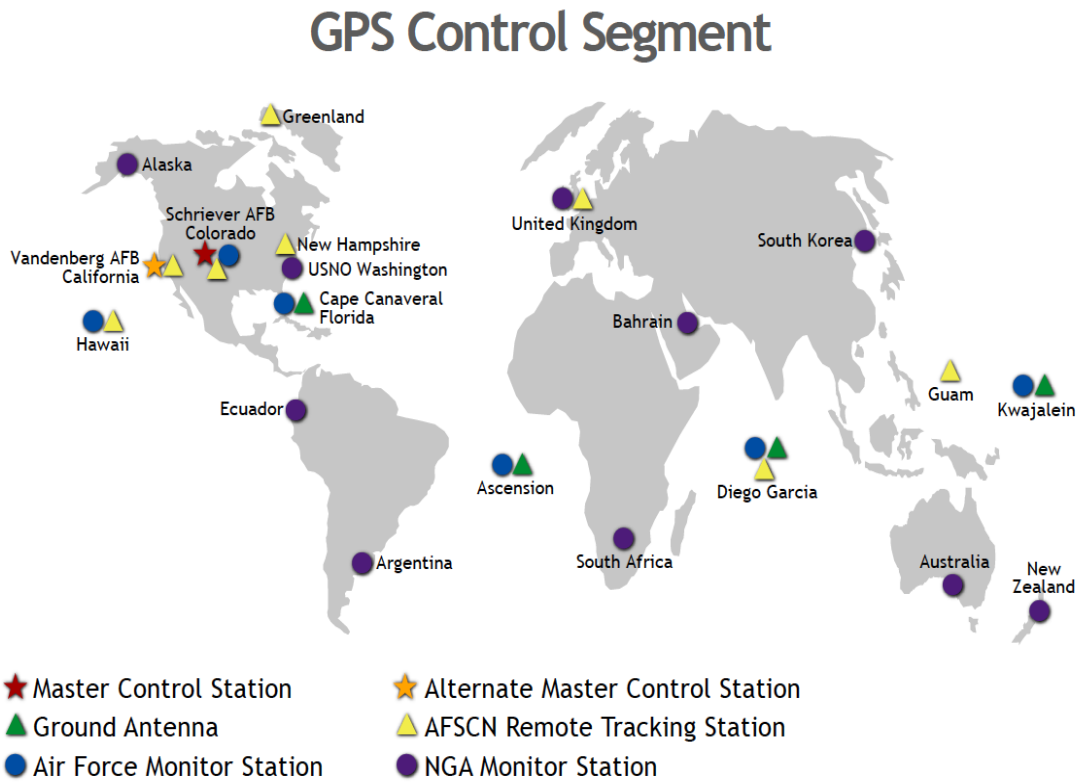 GPS Control Segment
Greenland
Alaska
Schriever AFB
Colorado
Vandenberg AFB
California
New Hampshire
USNO Washington
Cape Canaveral
Florida
Hawaii
United Kingdom
South Korea
Bahrain
Guam
Kwajalein
Ecuador
Ascension
Diego Garcia
Argentina
South Africa
Australia
New
Zealand
Master Control Station
Alternate Master Control Station
Ground Antenna
AFSCN Remote Tracking Station
Air Force Monitor Station
NGA Monitor Station